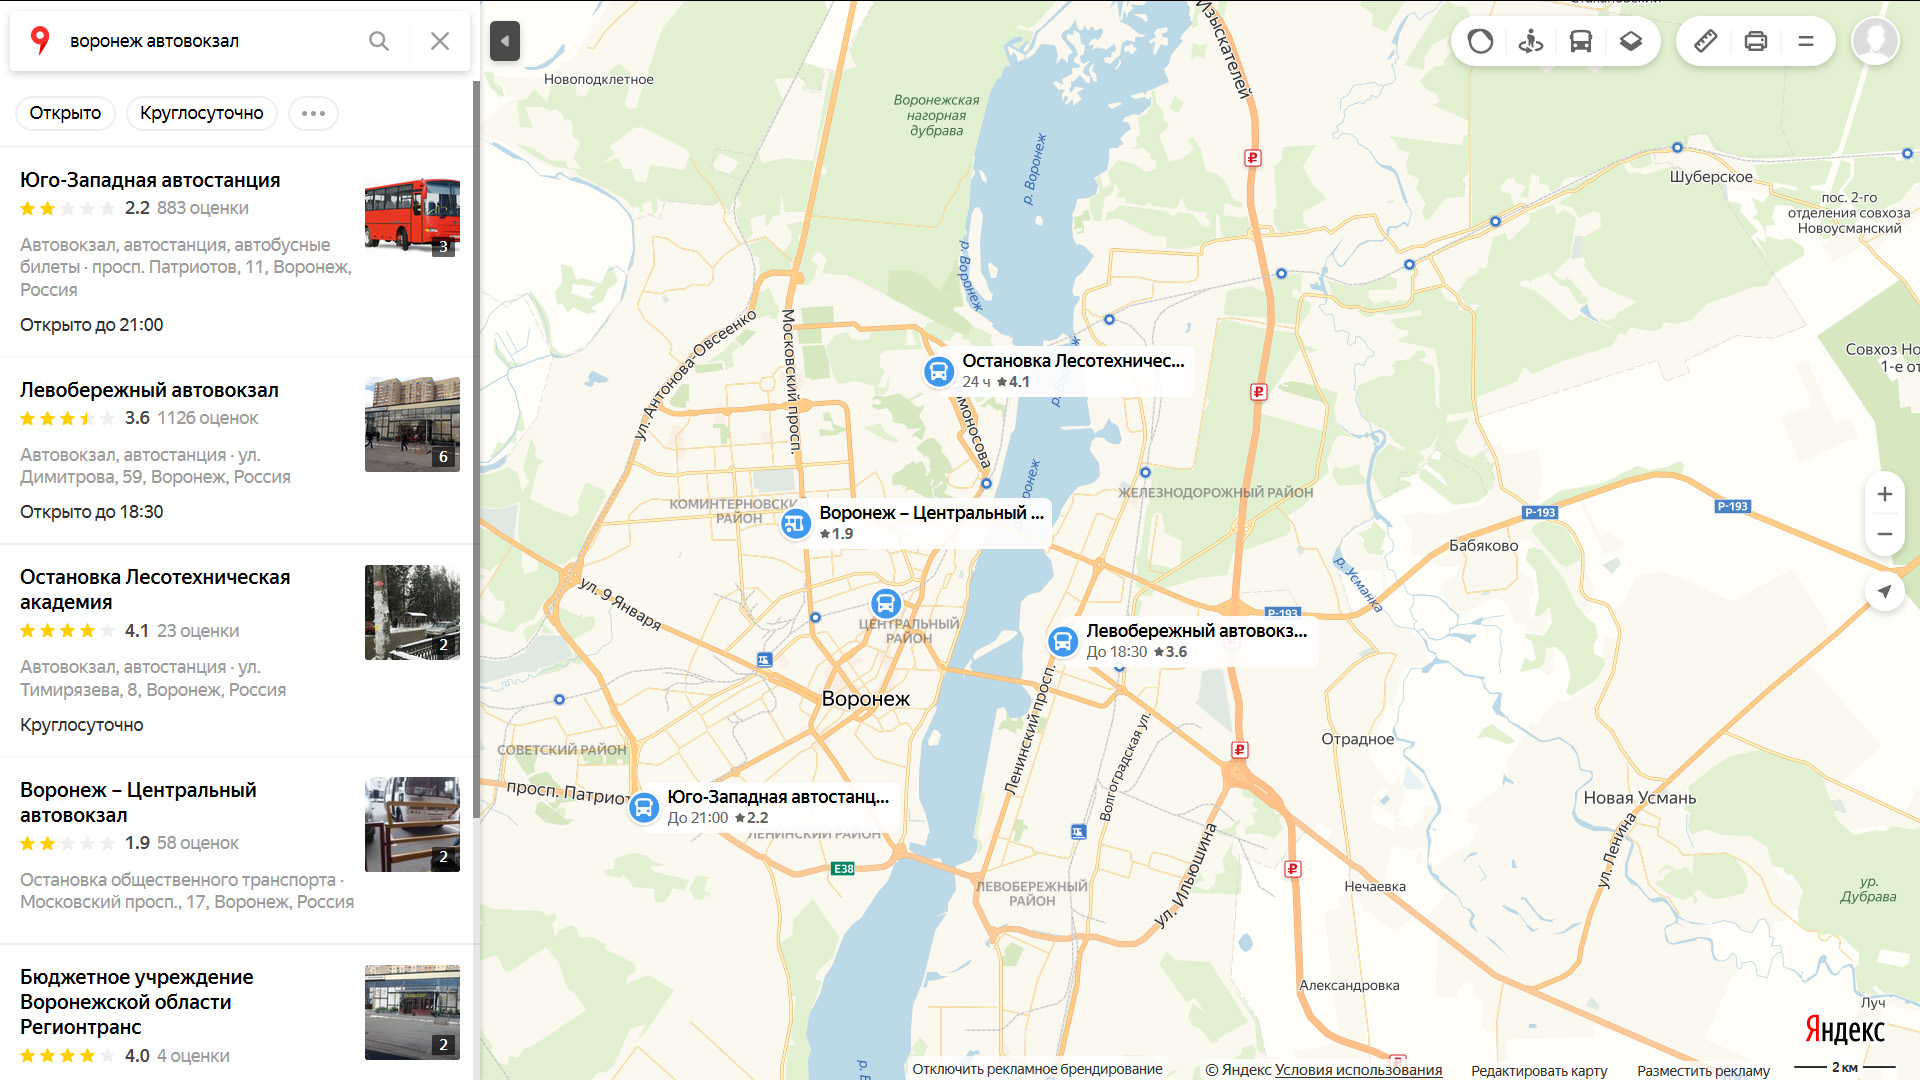 воронеж автовокзал
Открыто
Круглосуточно
Юго-Западная автостанция
2.2 883 оценки
Автовокзал, автостанция, автобусные
билеты · просп. Патриотов, 11, Воронеж,
Россия
Открыто до 21:00
3
Левобережный автовокзал
3.6 1126 оценок
Автовокзал, автостанция · ул.
Димитрова, 59, Воронеж, Россия
Открыто до 18:30
6
Остановка Лесотехническая
академия
4.1 23 оценки
Автовокзал, автостанция · ул.
Тимирязева, 8, Воронеж, Россия
Круглосуточно
2
Воронеж – Центральный
автовокзал
1.9 58 оценок
Остановка общественного транспорта ·
Московский просп., 17, Воронеж, Россия
2
Бюджетное учреждение
Воронежской области
Регионтранс
4.0 4 оценки
2
Новоподклетное
Воронежская
нагорная
дубрава
р. Воронеж
р. Воронеж
Изыскателей
Шуберское
пос. 2-го
отделения совхоза
Новоусманский
Совхоз Но
1-е от
ул. Антонова-Овсеенко
Московский просп.
Остановка Лесотехничес...
24 ч 4.1
омоносова
ЖЕЛЕЗНОДОРОЖНЫЙ РАЙОН
КОМИНТЕРНОВСКИ
РАЙОН
Воронеж – Центральный ...
1.9
Р-193
Р-193
Бабяково
р. Усманка
ул. 9 Января
ЦЕНТРАЛЬНЫЙ
РАЙОН
Р-193
Левобережный автовокз...
До 18:30 3.6
Воронеж
Ленинский просп.
Волгоградская ул.
Отрадное
СОВЕТСКИЙ РАЙОН
просп. Патриот
Юго-Западная автостанц...
До 21:00 2.2
ЛЕНИНСКИЙ РАЙОН
Новая Усмань
ул. Ленина
E38
ЛЕВОБЕРЕЖНЫЙ
РАЙОН
ул. Ильюшина
Нечаевка
ур.
Дубрава
Александровка
Луч
Яндекс
Отключить рекламное брендирование
© Яндекс Условия использования
Редактировать карту
Разместить рекламу
2 км